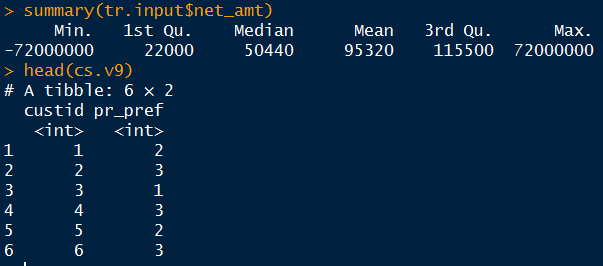 > summary(tr.input$net_amt)
     Min.   1st Qu.    Median      Mean   3rd Qu.      Max.
-72000000     22000     50440     95320    115500  72000000
> head(cs.v9)
# A tibble: 6 × 2
  custid pr_pref
   <int>   <int>
1      1       2
2      2       3
3      3       1
4      4       3
5      5       2
6      6       3